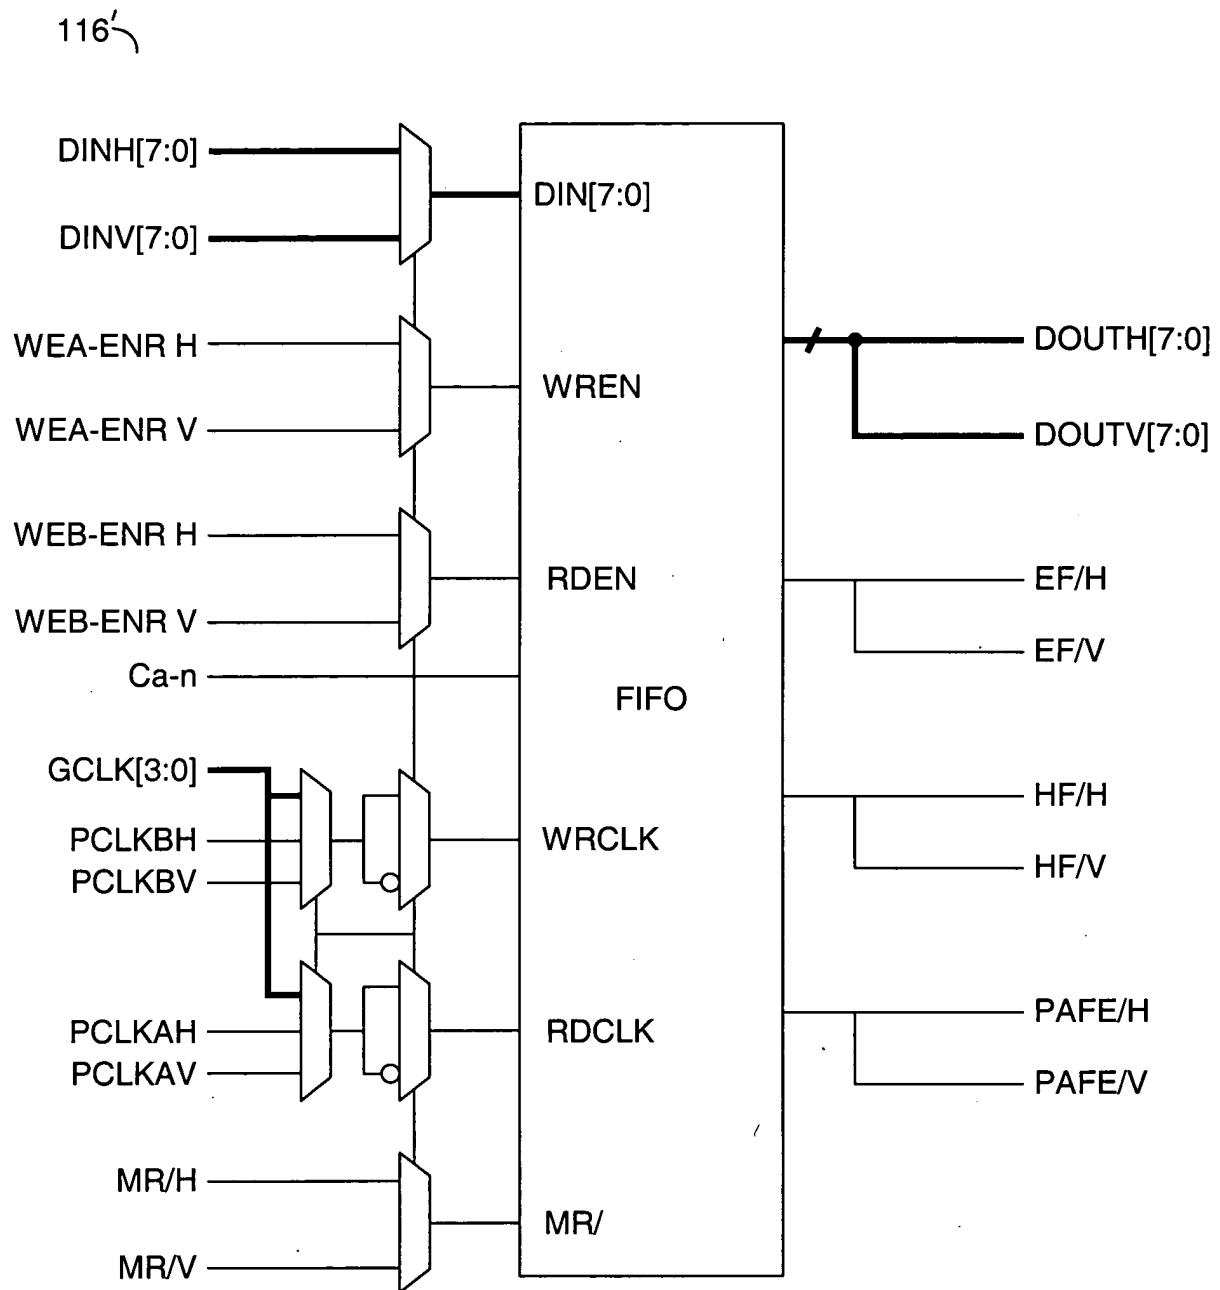 116'
DINH[7:0]
DINV[7:0]
DIN[7:0]
WEA-ENR H
WEA-ENR V
WREN
DOUTH[7:0]
DOUTV[7:0]
WEB-ENR H
WEB-ENR V
RDEN
EF/H
EF/V
Ca-n
FIFO
GCLK[3:0]
PCLKBH
PCLKBV
WRCLK
HF/H
HF/V
PCLKAH
PCLKAV
RDCLK
PAFE/H
PAFE/V
MR/H
MR/V
MR/